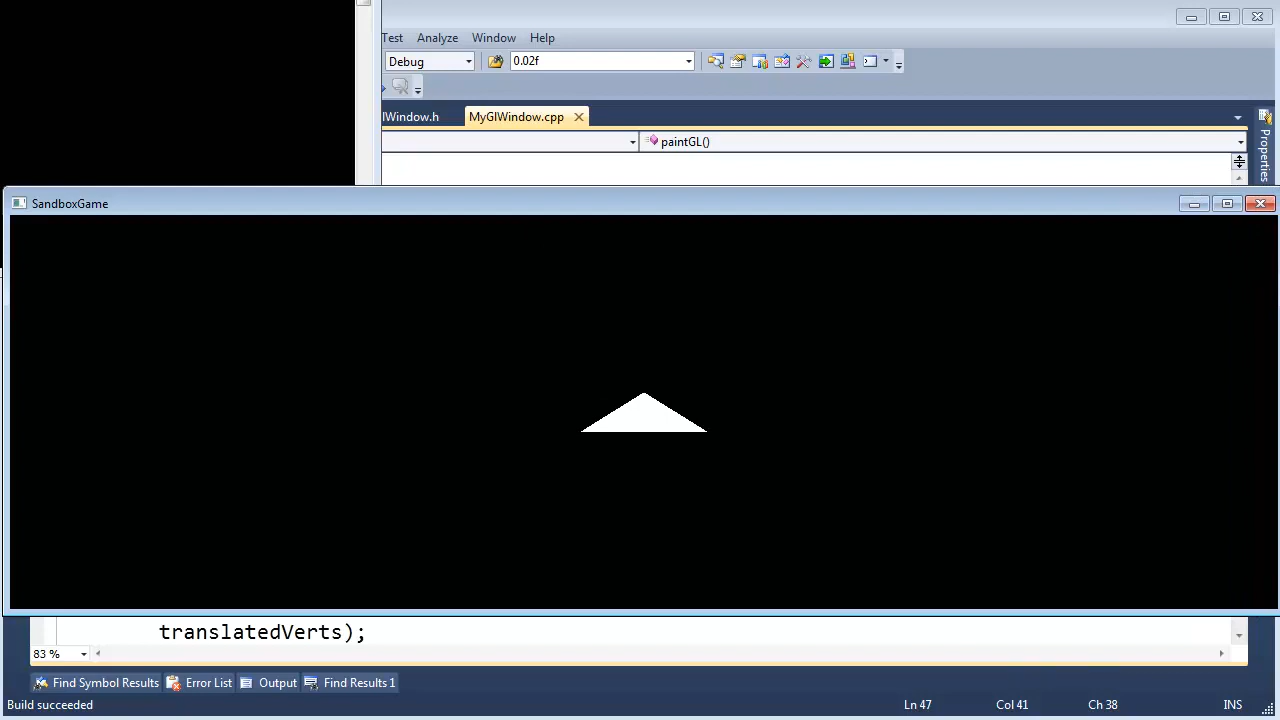 Test Analyze Window Help
Debug 0.02f
lWindow.h MyGlWindow.cpp
paintGL()
Properties
SandboxGame
translatedVerts);
83 %
Find Symbol Results Error List Output Find Results 1
Build succeeded Ln 47 Col 41 Ch 38 INS